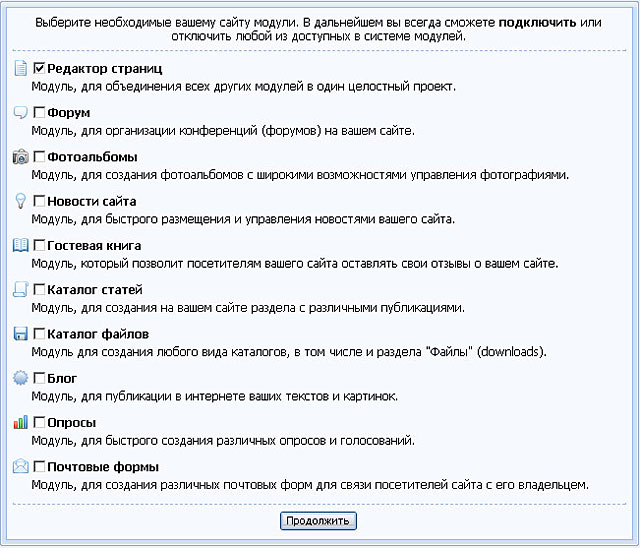 Выберите необходимые вашему сайту модули. В дальнейшем вы всегда сможете подключить или
отключить любой из доступных в системе модулей.
Редактор страниц
Модуль, для объединения всех других модулей в один целостный проект.
Форум
Модуль, для организации конференций (форумов) на вашем сайте.
Фотоальбомы
Модуль, для создания фотоальбомов с широкими возможностями управления фотографиями.
Новости сайта
Модуль, для быстрого размещения и управления новостями вашего сайта.
Гостевая книга
Модуль, который позволит посетителям вашего сайта оставлять свои отзывы о вашем сайте.
Каталог статей
Модуль, для создания на вашем сайте раздела с различными публикациями.
Каталог файлов
Модуль для создания любого вида каталогов, в том числе и раздела "Файлы" (downloads).
Блог
Модуль, для публикации в интернете ваших текстов и картинок.
Опросы
Модуль, для быстрого создания различных опросов и голосований.
Почтовые формы
Модуль, для создания различных почтовых форм для связи посетителей сайта с его владельцем.
Продолжить